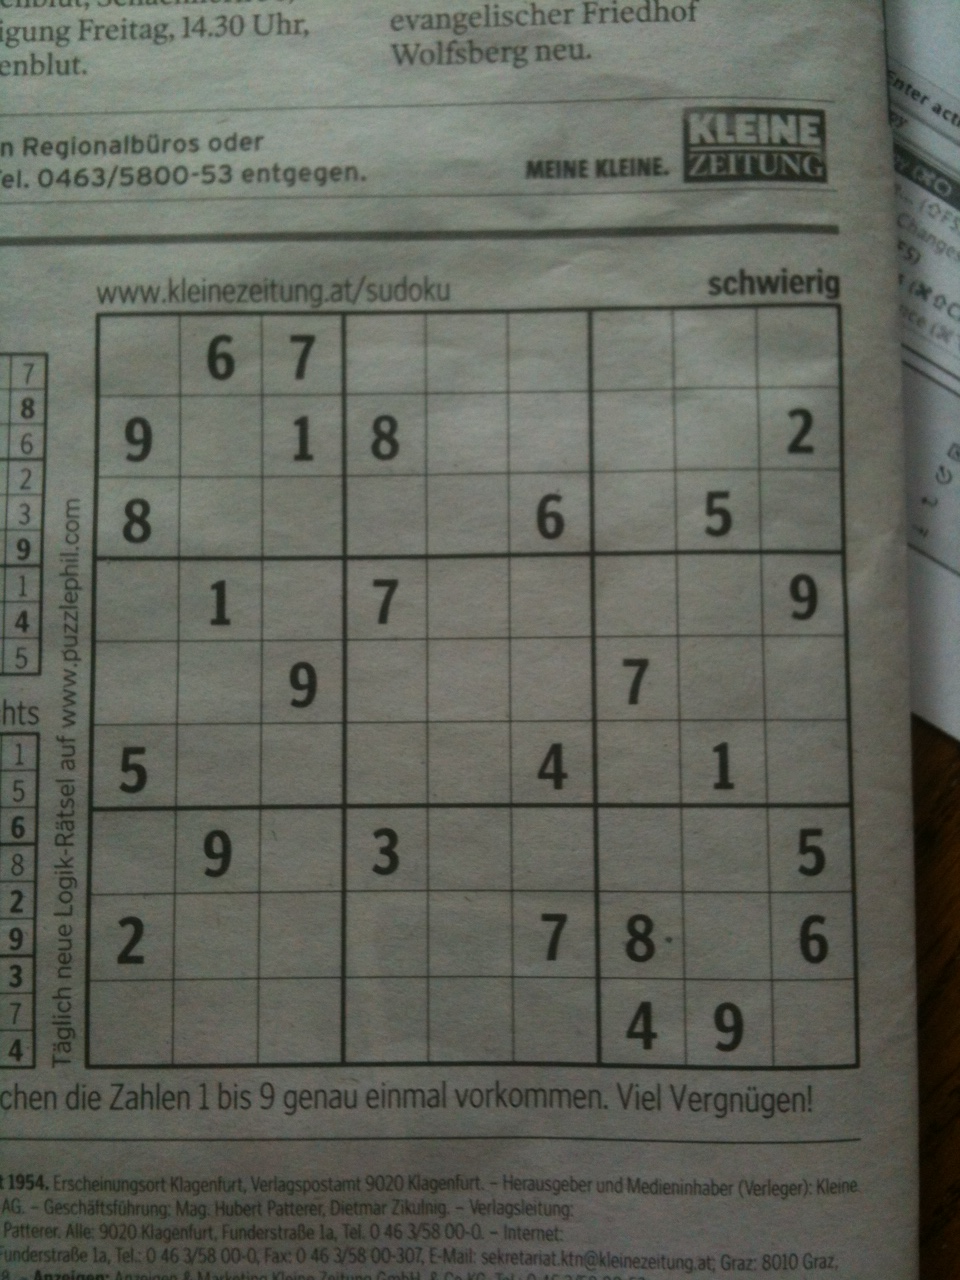 igung Freitag, 14.30 Uhr,
enblut.
evangelischer Friedhof
Wolfsberg neu.
n Regionalbüros oder
el. 0463/5800-53 entgegen.
MEINE KLEINE.
KLEINE
ZEITUNG
www.kleinezeitung.at/sudoku
schwierig
6 7
9 1 8 2
8 6 5
1 7 9
9 7
5 4 1
9 3 5
2 7 8 6
4 9
7
8
6
2
3
9
1
4
5
hts
1
5
6
8
2
9
3
7
4
Täglich neue Logik-Rätsel auf www.puzzlephil.com
chen die Zahlen 1 bis 9 genau einmal vorkommen. Viel Vergnügen!
1954. Erscheinungsort Klagenfurt, Verlagspostamt 9020 Klagenfurt. – Herausgeber und Medieninhaber (Verleger): Kleine
AG. – Geschäftsführung: Mag. Hubert Patterer, Dietmar Zikulnig. – Verlagsleitung:
Patterer. Alle: 9020 Klagenfurt, Funderstraße 1a, Tel. 0 46 3/58 00-0. – Internet:
Funderstraße 1a, Tel.: 0 46 3/58 00-0, Fax: 0 46 3/58 00-307, E-Mail: sekretariat.ktn@kleinezeitung.at; Graz: 8010 Graz,
Enter acti
Changes